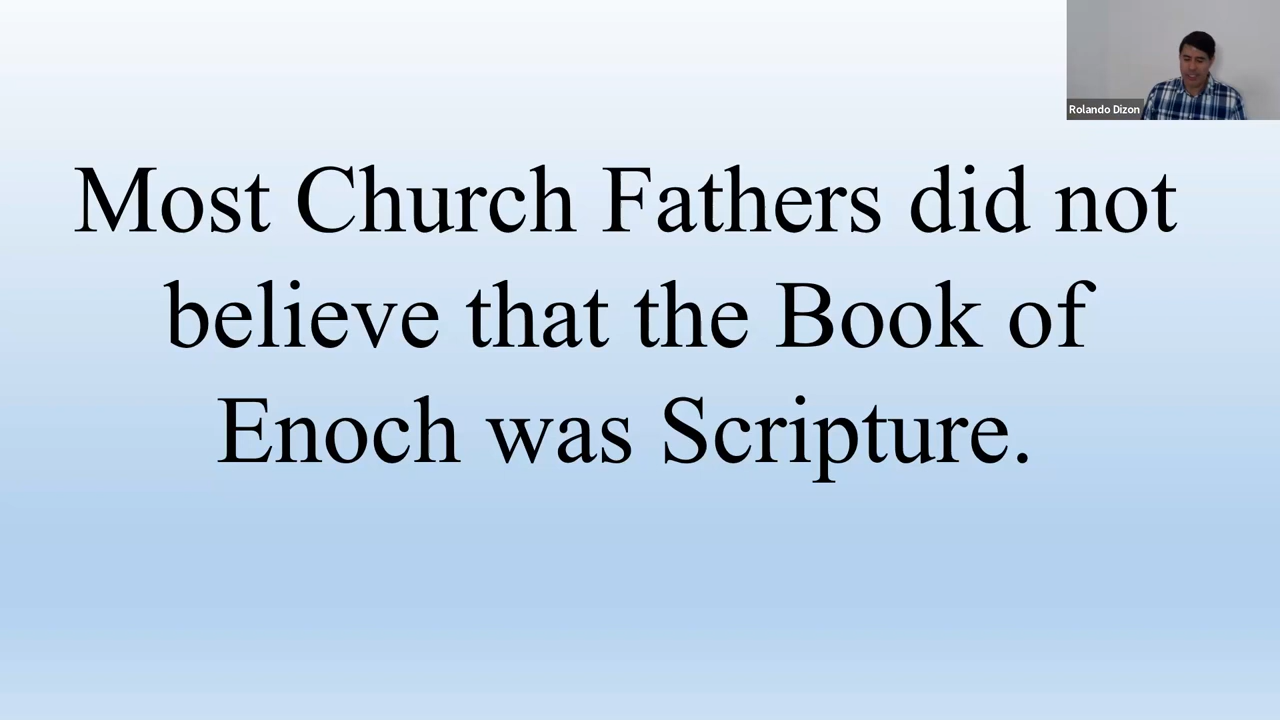 Rolando Dizon
Most Church Fathers did not
believe that the Book of
Enoch was Scripture.